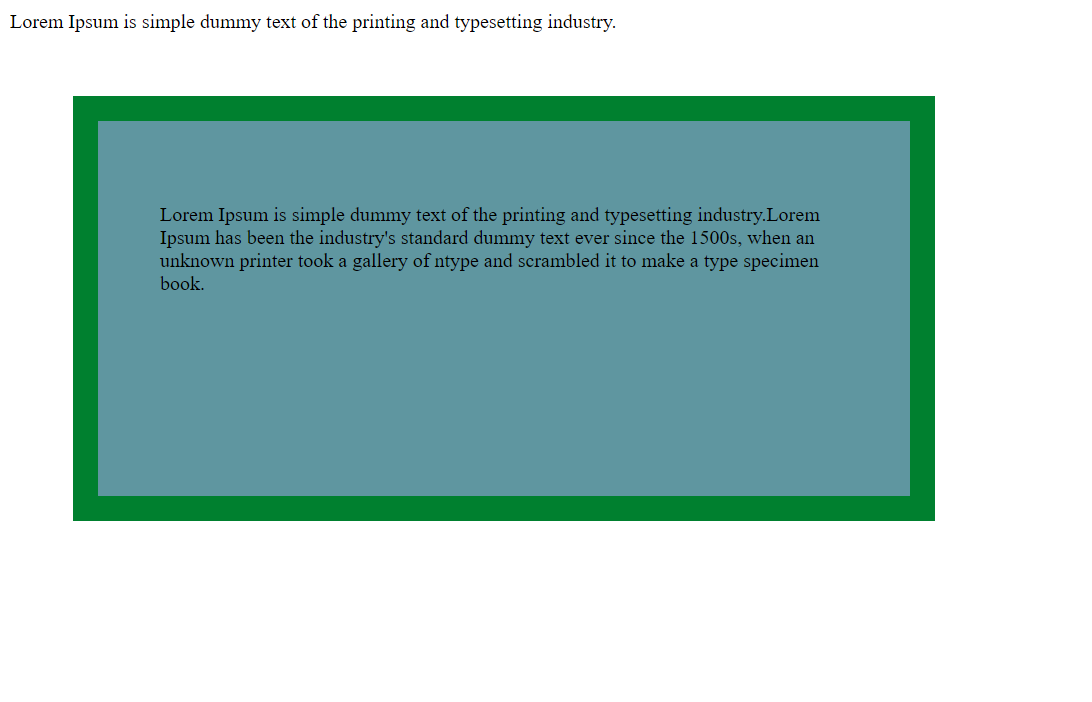 Lorem Ipsum is simple dummy text of the printing and typesetting industry.
Lorem Ipsum is simple dummy text of the printing and typesetting industry.Lorem
Ipsum has been the industry's standard dummy text ever since the 1500s, when an
unknown printer took a gallery of ntype and scrambled it to make a type specimen
book.